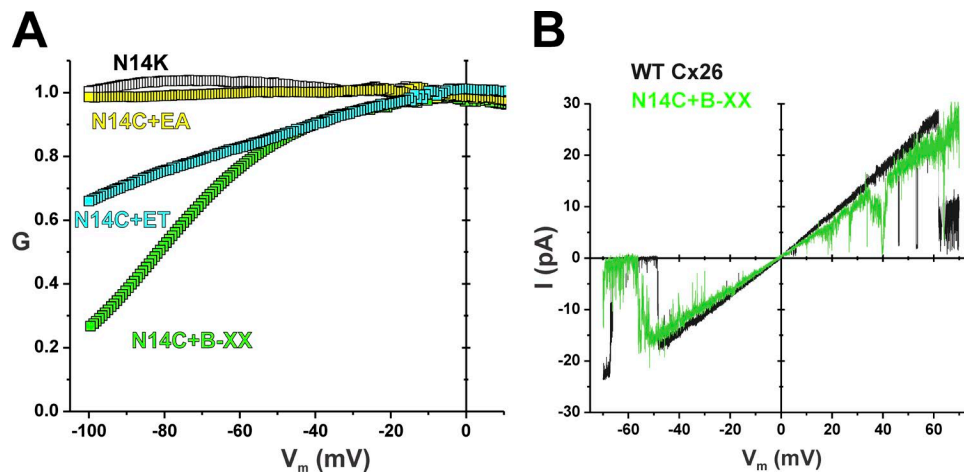 A
N14K
N14C+EA
N14C+ET
N14C+B-XX
G
1.0
0.8
0.6
0.4
0.2
0.0
-100 -80 -60 -40 -20 0
Vm (mV)
B
WT Cx26
N14C+B-XX
I (pA)
30
20
10
0
-10
-20
-30
-60 -40 -20 0 20 40 60
Vm (mV)